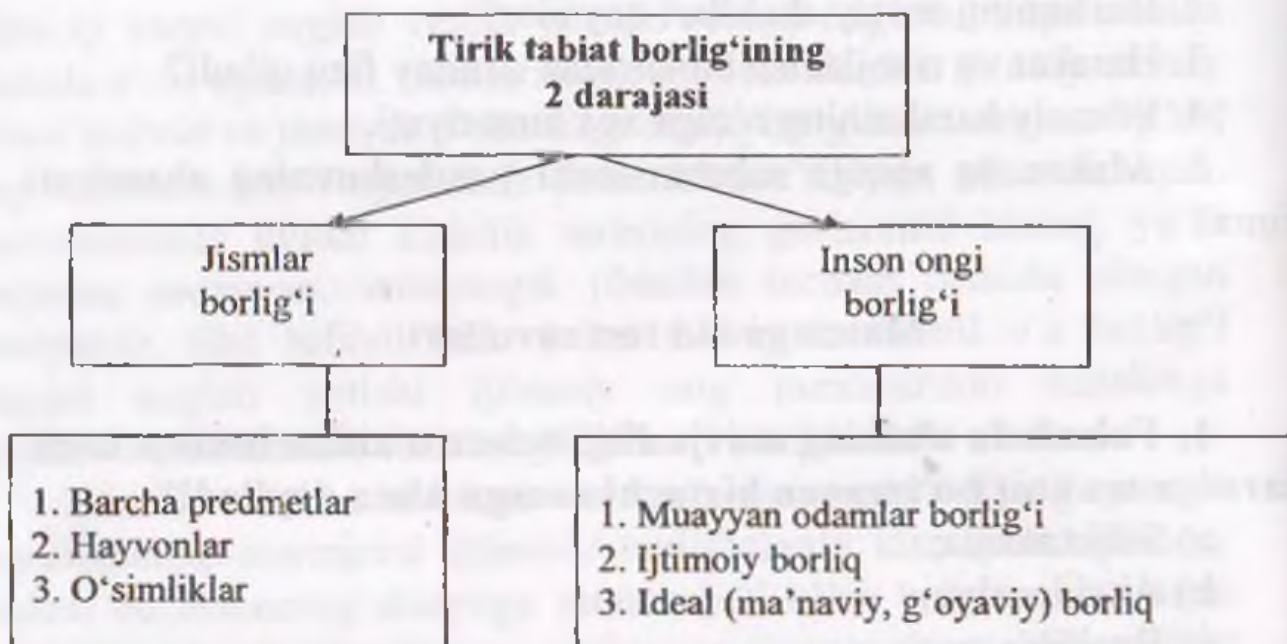 Tirik tabiat borlig‘ining
2 darajasi
Jismlar
borlig‘i
Inson ongi
borlig‘i
1. Barcha predmetlar
2. Hayvonlar
3. O‘simliklar
1. Muayyan odamlar borlig‘i
2. Ijtimoiy borliq
3. Ideal (ma’naviy, g‘oyaviy) borliq